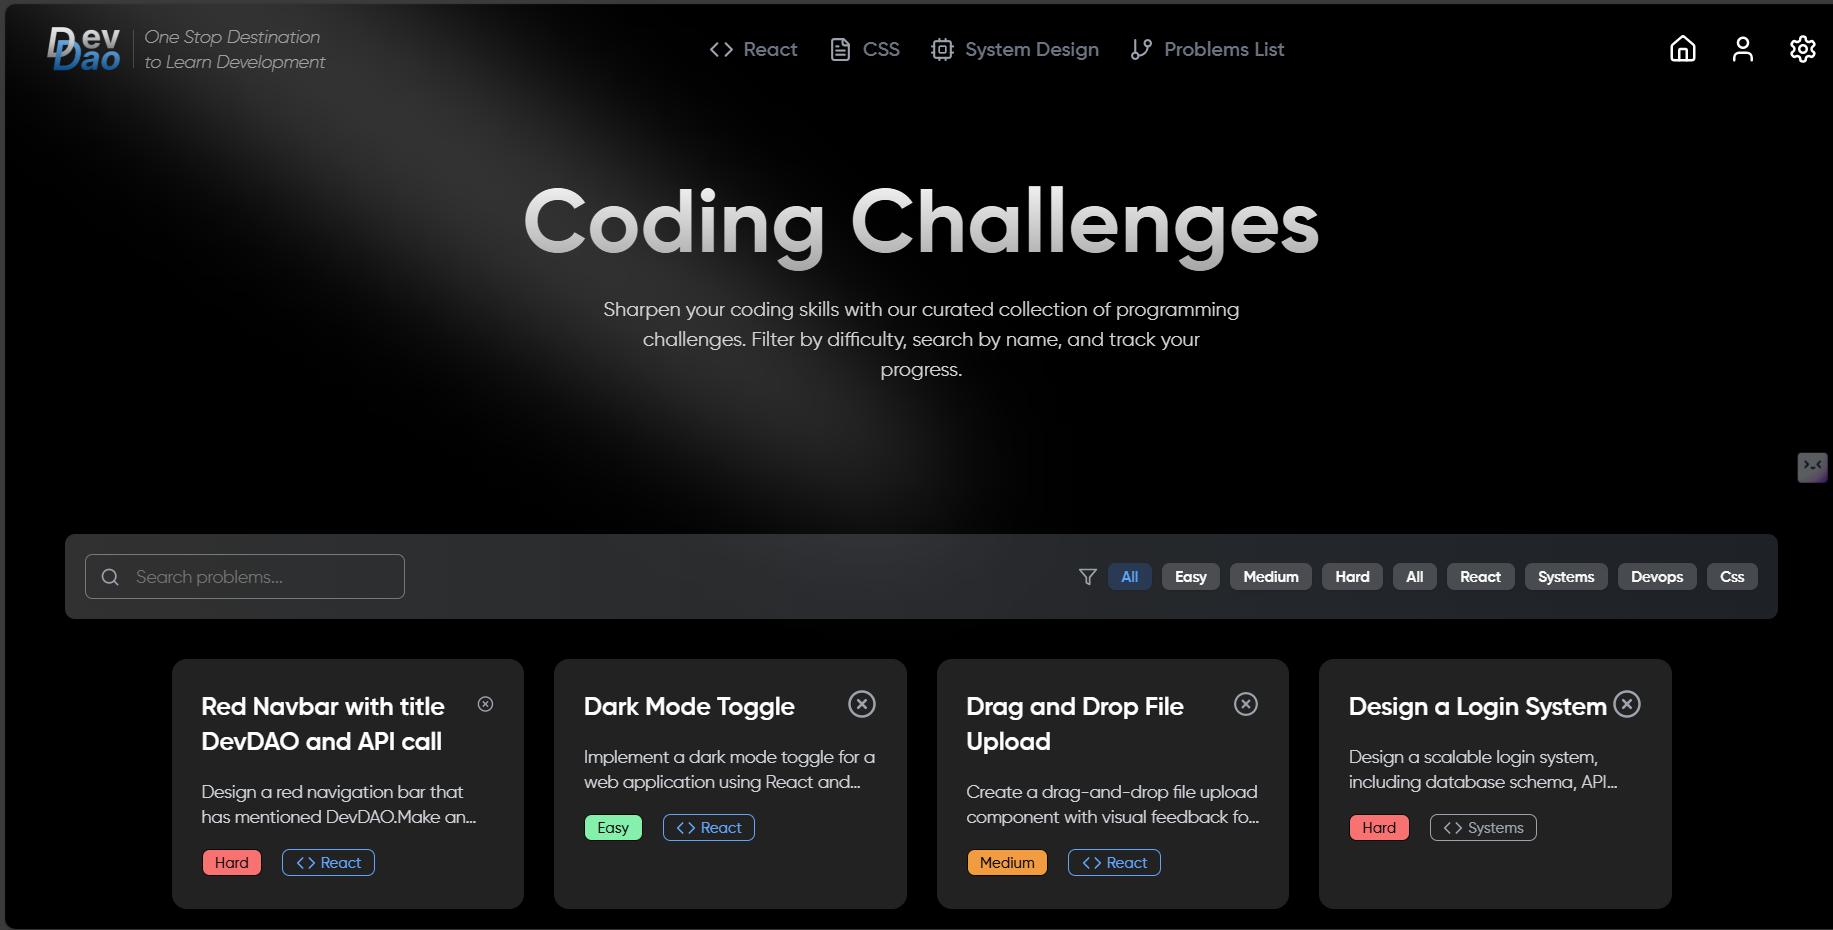 Dev
Dao
One Stop Destination
to Learn Development
React
CSS
System Design
Problems List
Coding Challenges
Sharpen your coding skills with our curated collection of programming
challenges. Filter by difficulty, search by name, and track your
progress.
Search problems...
All
Easy
Medium
Hard
All
React
Systems
Devops
Css
Red Navbar with title
DevDAO and API call
Design a red navigation bar that
has mentioned DevDAO.Make an...
Hard
React
Dark Mode Toggle
Implement a dark mode toggle for a
web application using React and...
Easy
React
Drag and Drop File
Upload
Create a drag-and-drop file upload
component with visual feedback fo...
Medium
React
Design a Login System
Design a scalable login system,
including database schema, API...
Hard
Systems